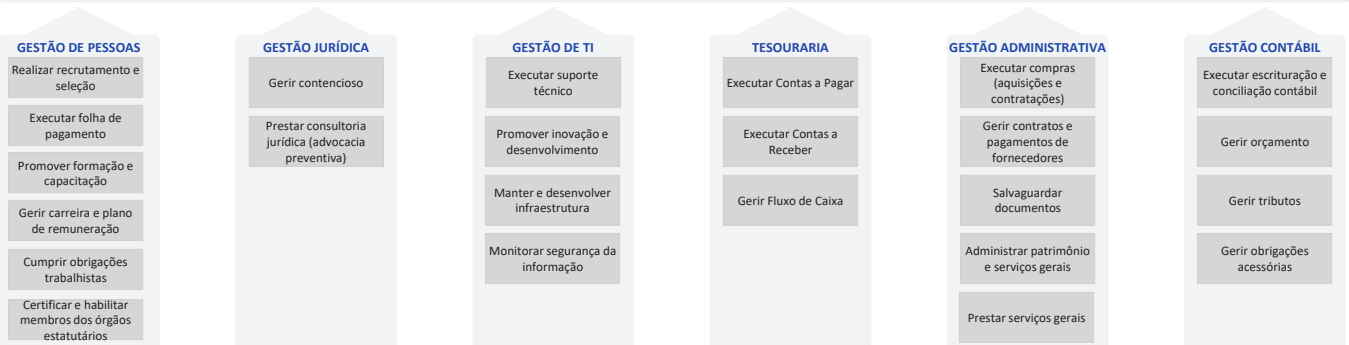 GESTÃO DE PESSOAS
Realizar recrutamento e
seleção
Executar folha de
pagamento
Promover formação e
capacitação
Gerir carreira e plano
de remuneração
Cumprir obrigações
trabalhistas
Certificar e habilitar
membros dos órgãos
estatutários
GESTÃO JURÍDICA
Gerir contencioso
Prestar consultoria
jurídica (advocacia
preventiva)
GESTÃO DE TI
Executar suporte
técnico
Promover inovação e
desenvolvimento
Manter e desenvolver
infraestrutura
Monitorar segurança da
informação
TESOURARIA
Executar Contas a Pagar
Executar Contas a
Receber
Gerir Fluxo de Caixa
GESTÃO ADMINISTRATIVA
Executar compras
(aquisições e
contratações)
Gerir contratos e
pagamentos de
fornecedores
Salvaguardar
documentos
Administrar patrimônio
e serviços gerais
Prestar serviços gerais
GESTÃO CONTÁBIL
Executar escrituração e
conciliação contábil
Gerir orçamento
Gerir tributos
Gerir obrigações
acessórias